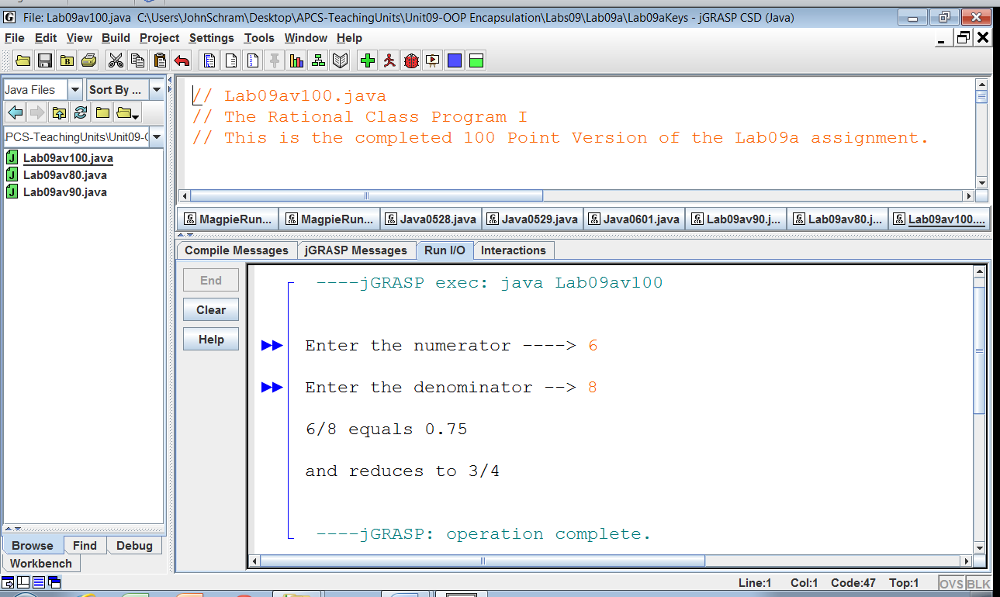 File: Lab09av100.java  C:\Users\JohnSchram\Desktop\APCS-TeachingUnits\Unit09-OOP Encapsulation\Labs09\Lab09a\Lab09aKeys - jGRASP CSD (Java)
File Edit View Build Project Settings Tools Window Help
Java Files Sort By ...
.PCS-TeachingUnits\Unit09-(
Lab09av100.java
Lab09av80.java
Lab09av90.java
// Lab09av100.java
// The Rational Class Program I
// This is the completed 100 Point Version of the Lab09a assignment.
MagpieRun... MagpieRun... Java0528.java Java0529.java Java0601.java Lab09av90.j... Lab09av80.j... Lab09av100....
Compile Messages jGRASP Messages Run I/O Interactions
End
Clear
Help
----jGRASP exec: java Lab09av100
Enter the numerator ----> 6
Enter the denominator --> 8
6/8 equals 0.75
and reduces to 3/4
----jGRASP: operation complete.
Browse Find Debug
Workbench
Line:1 Col:1 Code:47 Top:1 OVS BLK